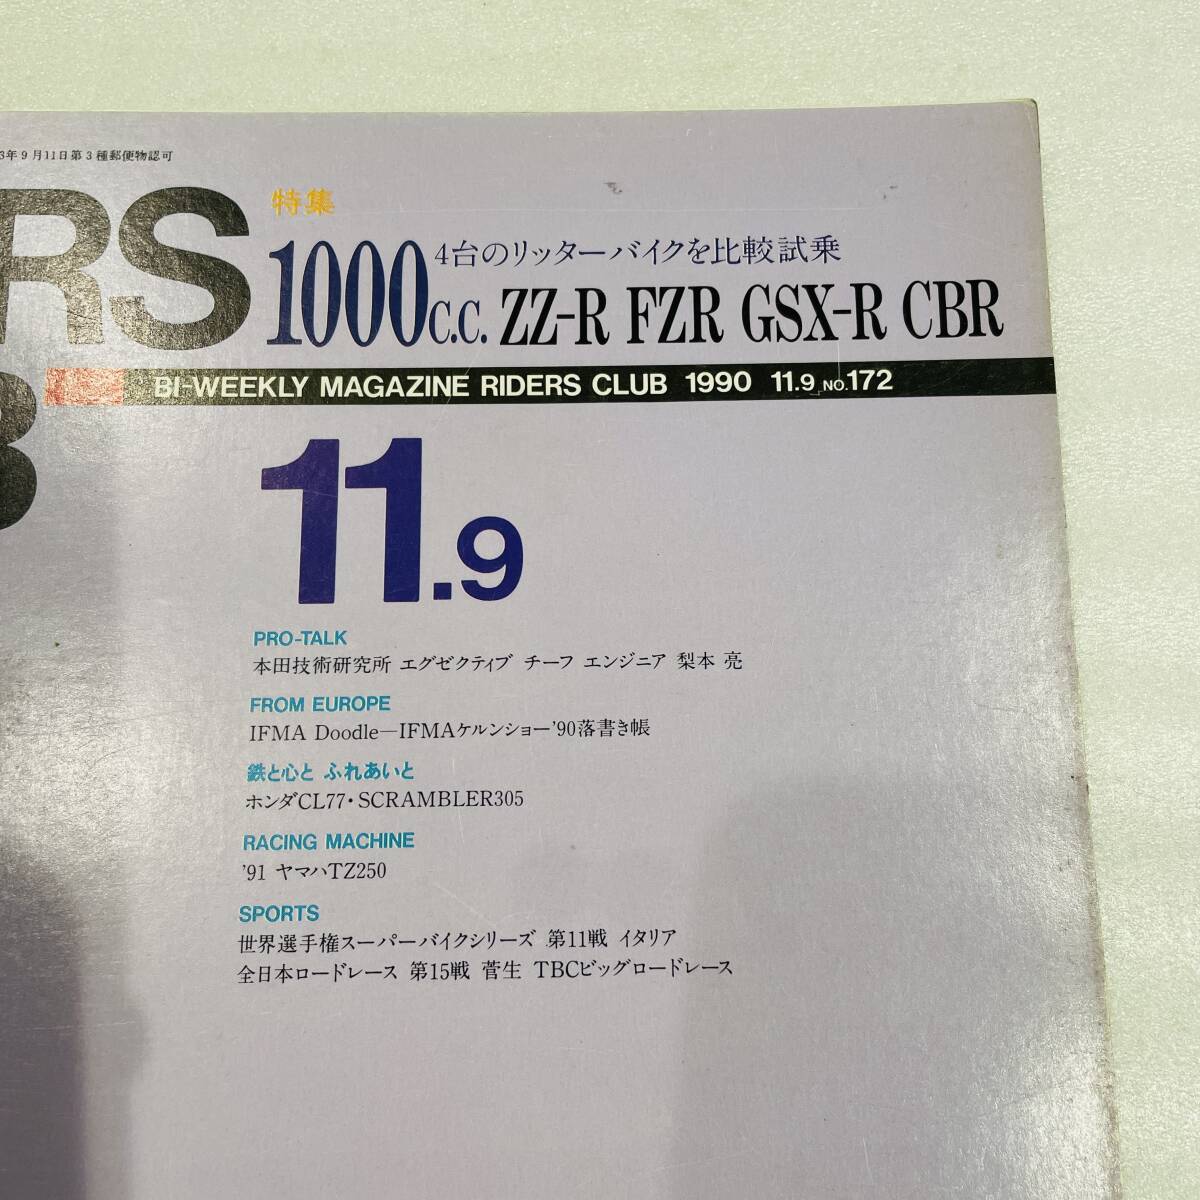 3年9月11日第3種郵便物認可
RS
特集
4台のリッターバイクを比較試乗
1000C.C. ZZ-R FZR GSX-R CBR
B
BI-WEEKLY MAGAZINE RIDERS CLUB 1990 11.9 NO.172
11.9
PRO-TALK
本田技術研究所 エグゼクティブ チーフ エンジニア 梨本 亮
FROM EUROPE
IFMA Doodle—IFMAケルンショー'90落書き帳
鉄と心と ふれあいと
ホンダCL77・SCRAMBLER305
RACING MACHINE
'91 ヤマハTZ250
SPORTS
世界選手権スーパーバイクシリーズ 第11戦 イタリア
全日本ロードレース 第15戦 菅生 TBCビッグロードレース